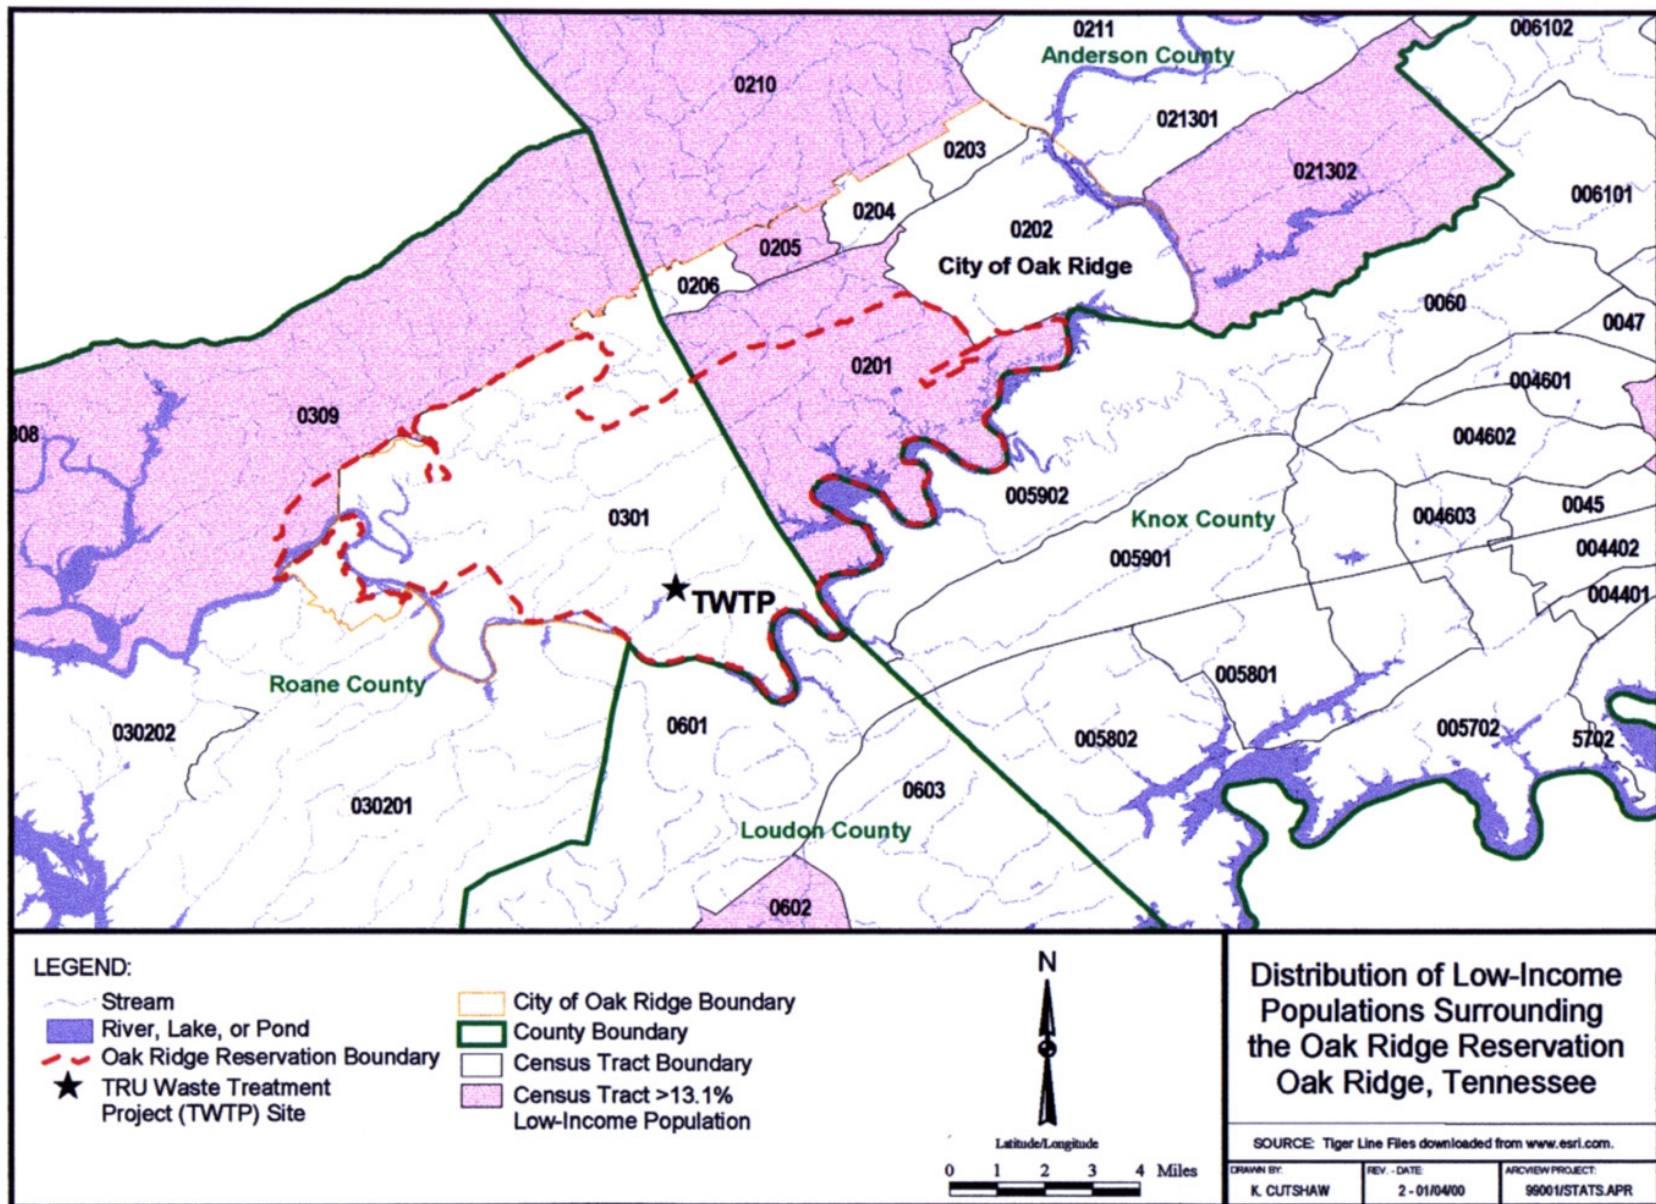 0211
006102
Anderson County
0210
021301
0203
021302
006101
0204
0202
0205
City of Oak Ridge
0206
0060
0047
0201
004601
0309
308
004602
005902
0301
Knox County
004603
0045
005901
004402
004401
TWTP
005801
Roane County
030202
0601
005802
005702
5702
0603
030201
Loudon County
0602
LEGEND:
Stream
River, Lake, or Pond
Oak Ridge Reservation Boundary
TRU Waste Treatment
Project (TWTP) Site
City of Oak Ridge Boundary
County Boundary
Census Tract Boundary
Census Tract >13.1%
Low-Income Population
N
Latitude/Longitude
0 1 2 3 4 Miles
Distribution of Low-Income
Populations Surrounding
the Oak Ridge Reservation
Oak Ridge, Tennessee
SOURCE: Tiger Line Files downloaded from www.esri.com.
DRAWN BY:
K. CUTSHAW
REV. - DATE:
2 - 01/04/00
ARCVIEW PROJECT:
99001/STATS.APR